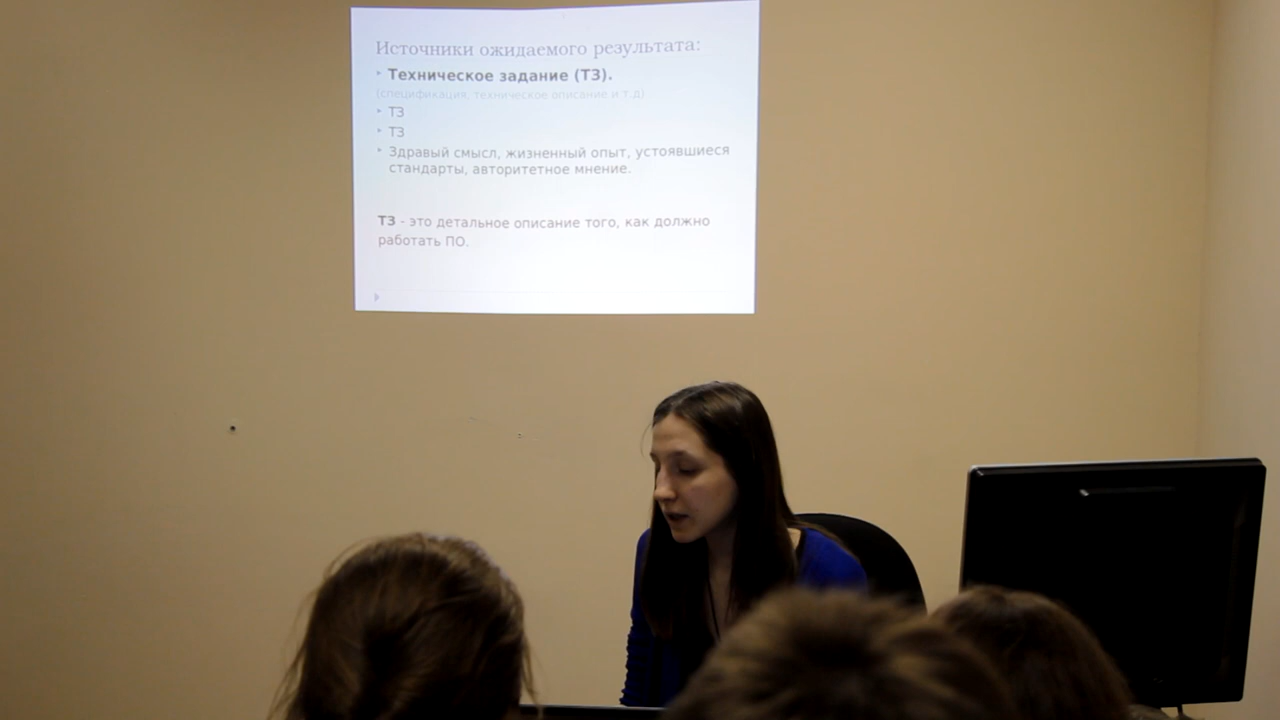 Источники ожидаемого результата:
Техническое задание (ТЗ).
(спецификация, техническое описание и т.д)
ТЗ
ТЗ
Здравый смысл, жизненный опыт, устоявшиеся
стандарты, авторитетное мнение.
ТЗ - это детальное описание того, как должно
работать ПО.